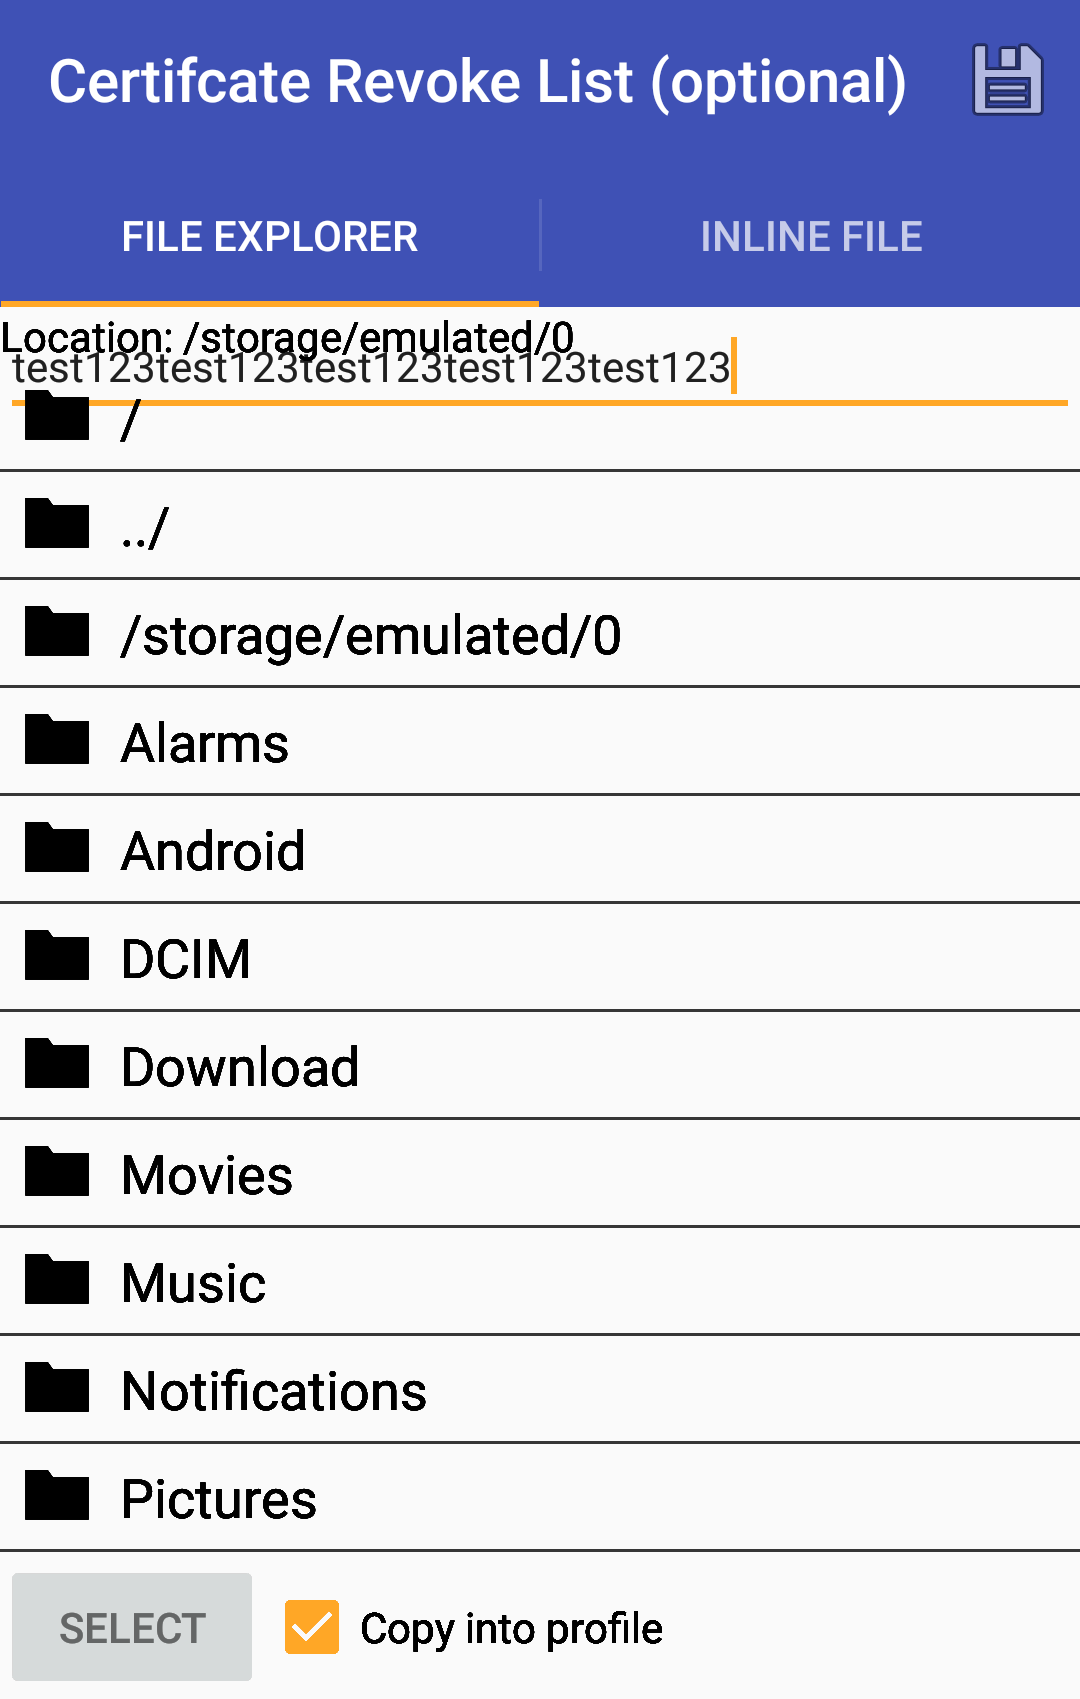 Certifcate Revoke List (optional)
FILE EXPLORER
INLINE FILE
Location: /storage/emulated/0
test123test123test123test123test123
/
../
/storage/emulated/0
Alarms
Android
DCIM
Download
Movies
Music
Notifications
Pictures
SELECT
Copy into profile